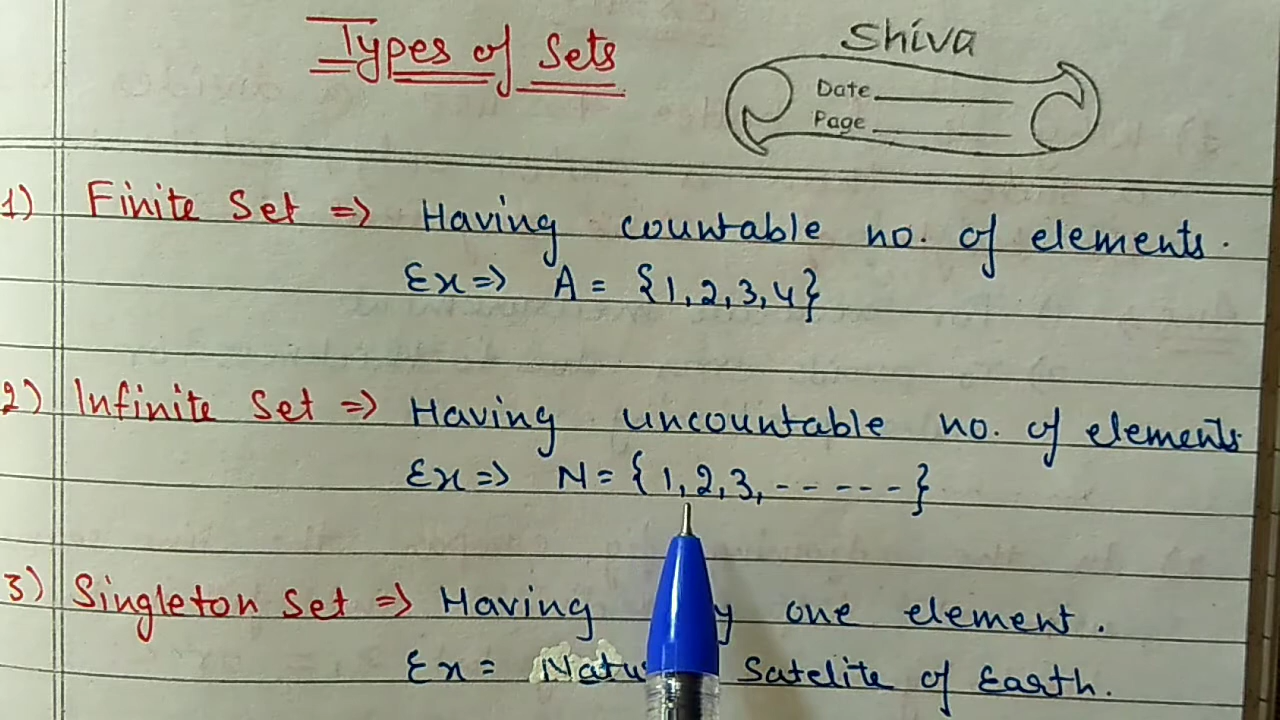 Types of Sets
Shiva
Date
Page
1) Finite Set => Having countable no. of elements.
Ex => A = {1, 2, 3, 4}
2) Infinite Set => Having uncountable no. of elements
Ex => N = {1, 2, 3, - - - - -}
3) Singleton Set => Having one element.
Ex = Satelite of Earth.